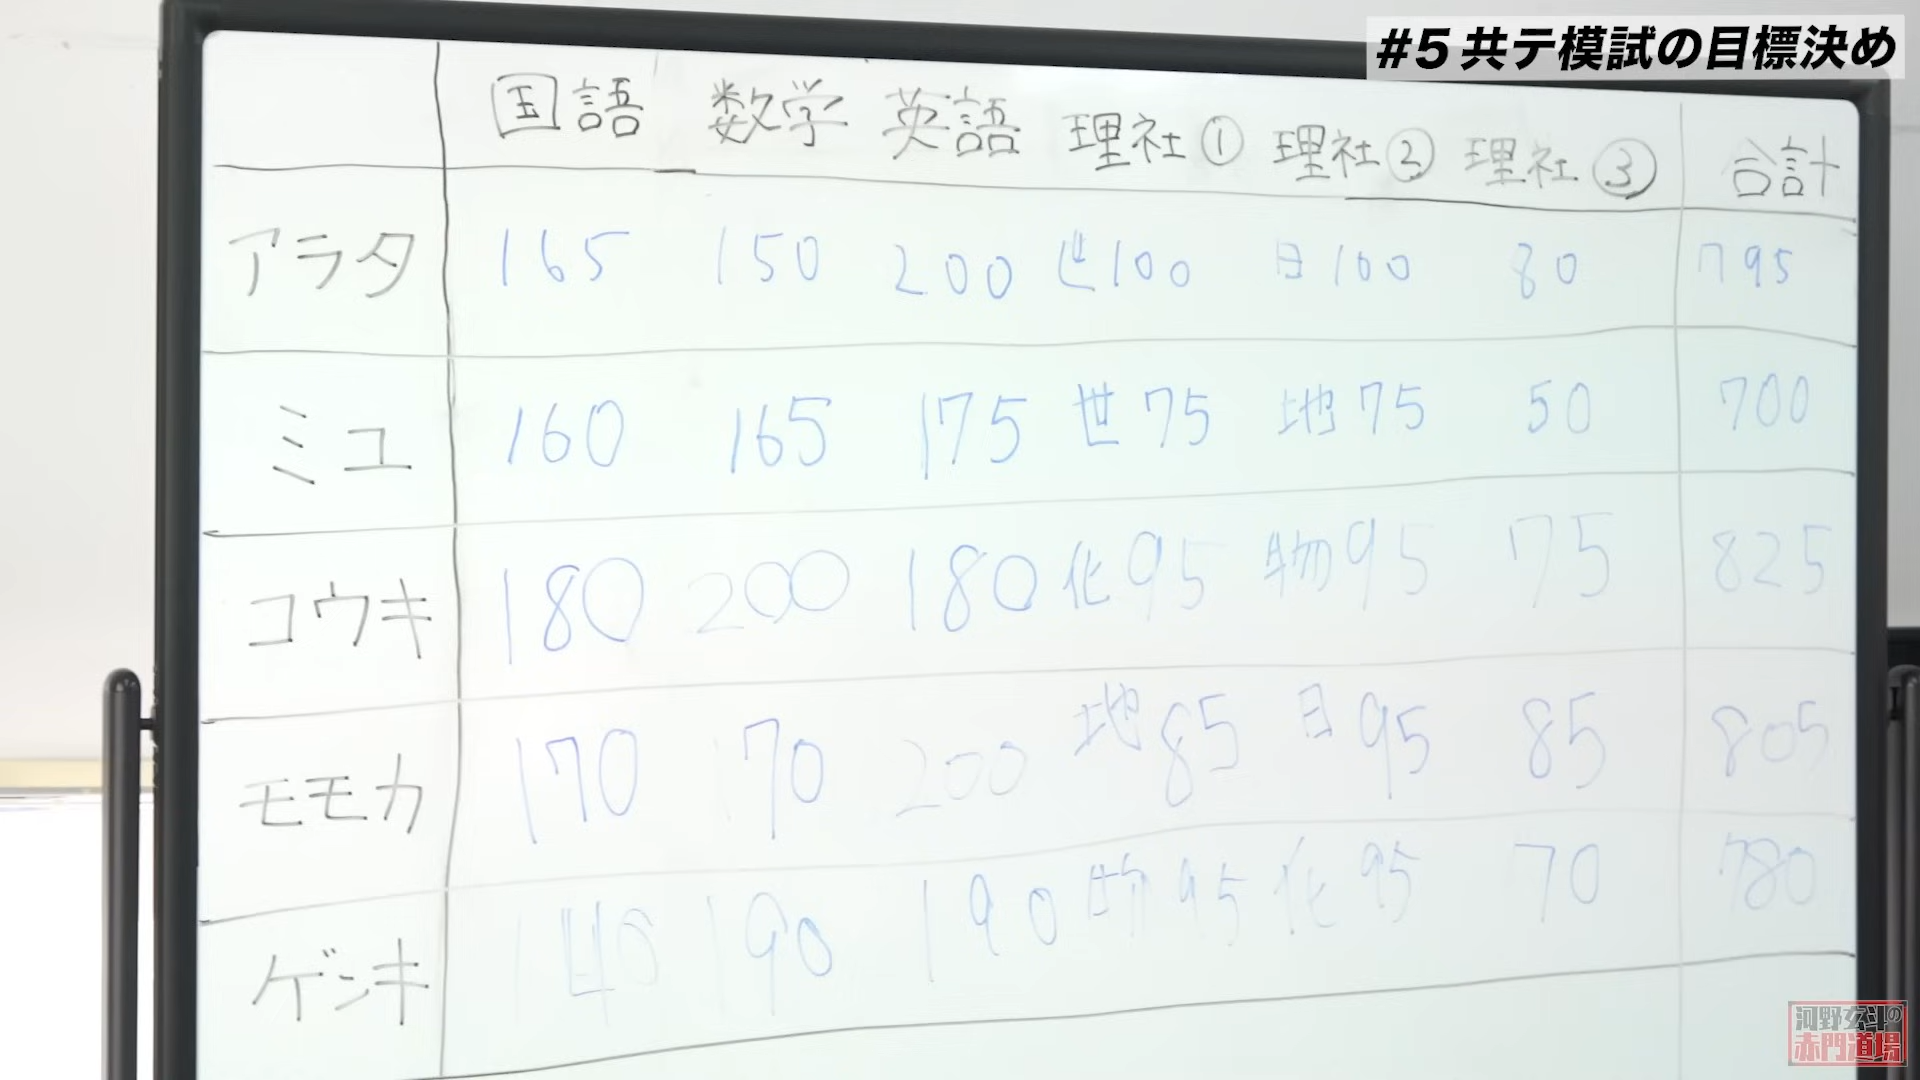 #5 共テ模試の目標決め
国語 数学 英語 理社① 理社② 理社③ 合計
アラタ 165 150 200 世100 日100 80 795
ミユ 160 165 175 世75 地75 50 700
コウキ 180 200 180 化95 物95 75 825
モモカ 170 170 200 地85 日95 85 805
ゲンキ 140 190 190 物95 化95 70 780
河野玄斗の
赤門道場